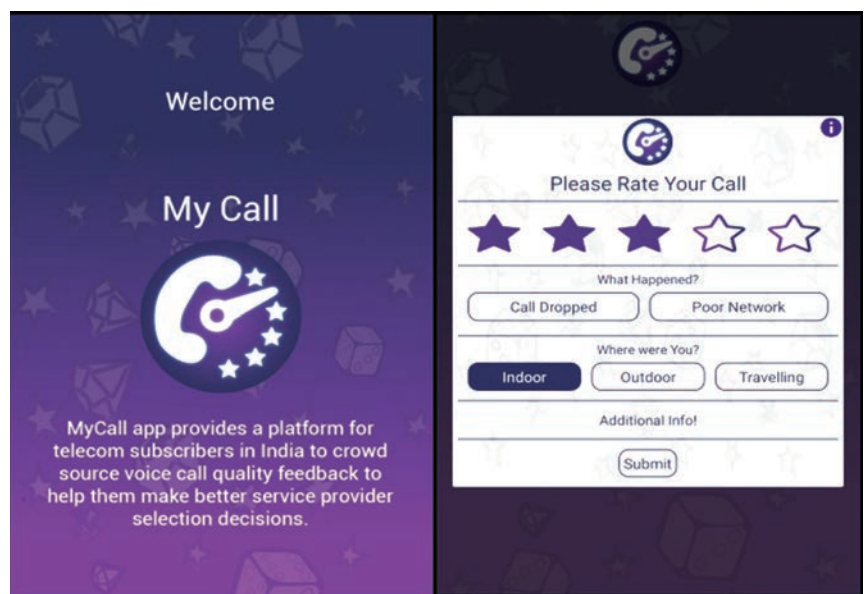 Welcome
My Call
MyCall app provides a platform for
telecom subscribers in India to crowd
source voice call quality feedback to
help them make better service provider
selection decisions.
i
Please Rate Your Call
What Happened?
Call Dropped
Poor Network
Where were You?
Indoor
Outdoor
Travelling
Additional Info!
Submit